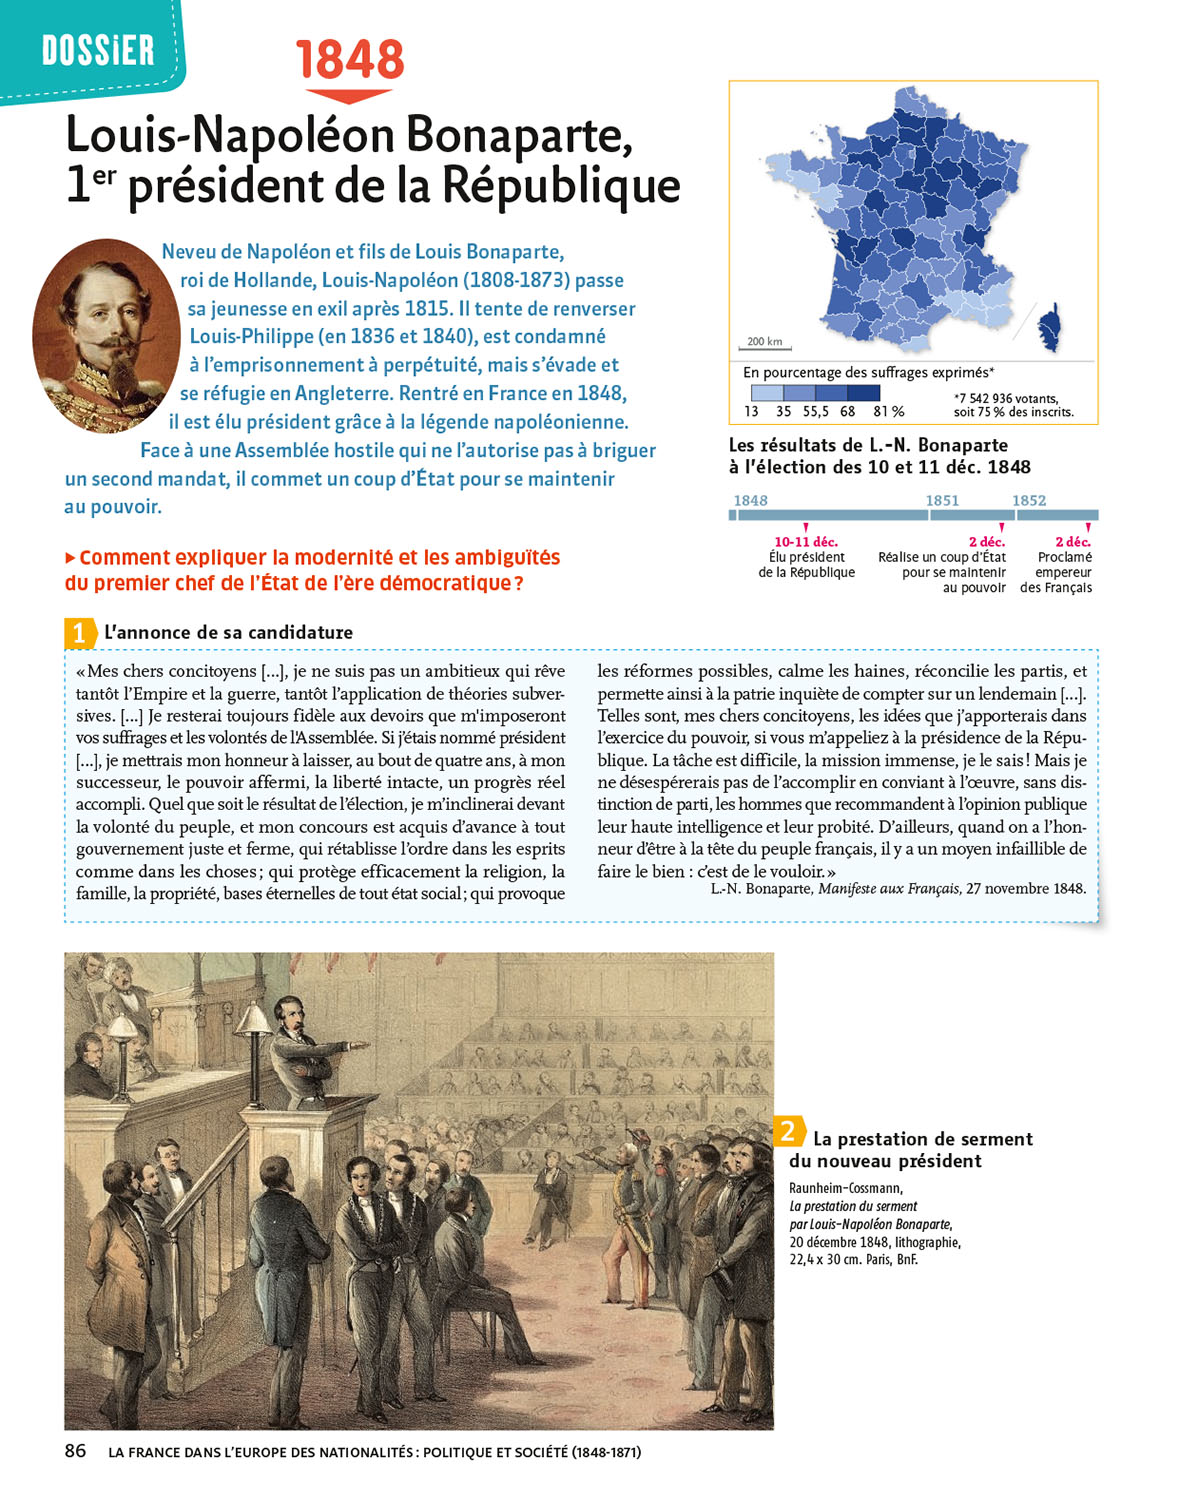 DOSSIER
1848
Louis-Napoléon Bonaparte,
1er président de la République
Neveu de Napoléon et fils de Louis Bonaparte,
roi de Hollande, Louis-Napoléon (1808-1873) passe
sa jeunesse en exil après 1815. Il tente de renverser
Louis-Philippe (en 1836 et 1840), est condamné
à l'emprisonnement à perpétuité, mais s'évade et
se réfugie en Angleterre. Rentré en France en 1848,
il est élu président grâce à la légende napoléonienne.
Face à une Assemblée hostile qui ne l'autorise pas à briguer
un second mandat, il commet un coup d'État pour se maintenir
au pouvoir.
▸ Comment expliquer la modernité et les ambiguïtés
du premier chef de l'État de l'ère démocratique ?
200 km
En pourcentage des suffrages exprimés*
13 35 55,5 68 81 %
*7 542 936 votants,
soit 75 % des inscrits.
Les résultats de L.-N. Bonaparte
à l'élection des 10 et 11 déc. 1848
1848 1851 1852
10-11 déc.
Élu président
de la République
2 déc.
Réalise un coup d'État
pour se maintenir
au pouvoir
2 déc.
Proclamé
empereur
des Français
1 L'annonce de sa candidature
« Mes chers concitoyens [...], je ne suis pas un ambitieux qui rêve
tantôt l'Empire et la guerre, tantôt l'application de théories subver-
sives. [...] Je resterai toujours fidèle aux devoirs que m'imposeront
vos suffrages et les volontés de l'Assemblée. Si j'étais nommé président
[...], je mettrais mon honneur à laisser, au bout de quatre ans, à mon
successeur, le pouvoir affermi, la liberté intacte, un progrès réel
accompli. Quel que soit le résultat de l'élection, je m'inclinerai devant
la volonté du peuple, et mon concours est acquis d'avance à tout
gouvernement juste et ferme, qui rétablisse l'ordre dans les esprits
comme dans les choses ; qui protège efficacement la religion, la
famille, la propriété, bases éternelles de tout état social ; qui provoque
les réformes possibles, calme les haines, réconcilie les partis, et
permette ainsi à la patrie inquiète de compter sur un lendemain [...].
Telles sont, mes chers concitoyens, les idées que j'apporterais dans
l'exercice du pouvoir, si vous m'appeliez à la présidence de la Répu-
blique. La tâche est difficile, la mission immense, je le sais ! Mais je
ne désespérerais pas de l'accomplir en conviant à l'œuvre, sans dis-
tinction de parti, les hommes que recommandent à l'opinion publique
leur haute intelligence et leur probité. D'ailleurs, quand on a l'hon-
neur d'être à la tête du peuple français, il y a un moyen infaillible de
faire le bien : c'est de le vouloir. »
L.-N. Bonaparte, Manifeste aux Français, 27 novembre 1848.
2 La prestation de serment
du nouveau président
Raunheim-Cossmann,
La prestation du serment
par Louis-Napoléon Bonaparte,
20 décembre 1848, lithographie,
22,4 x 30 cm. Paris, BnF.
86 LA FRANCE DANS L'EUROPE DES NATIONALITÉS : POLITIQUE ET SOCIÉTÉ (1848-1871)